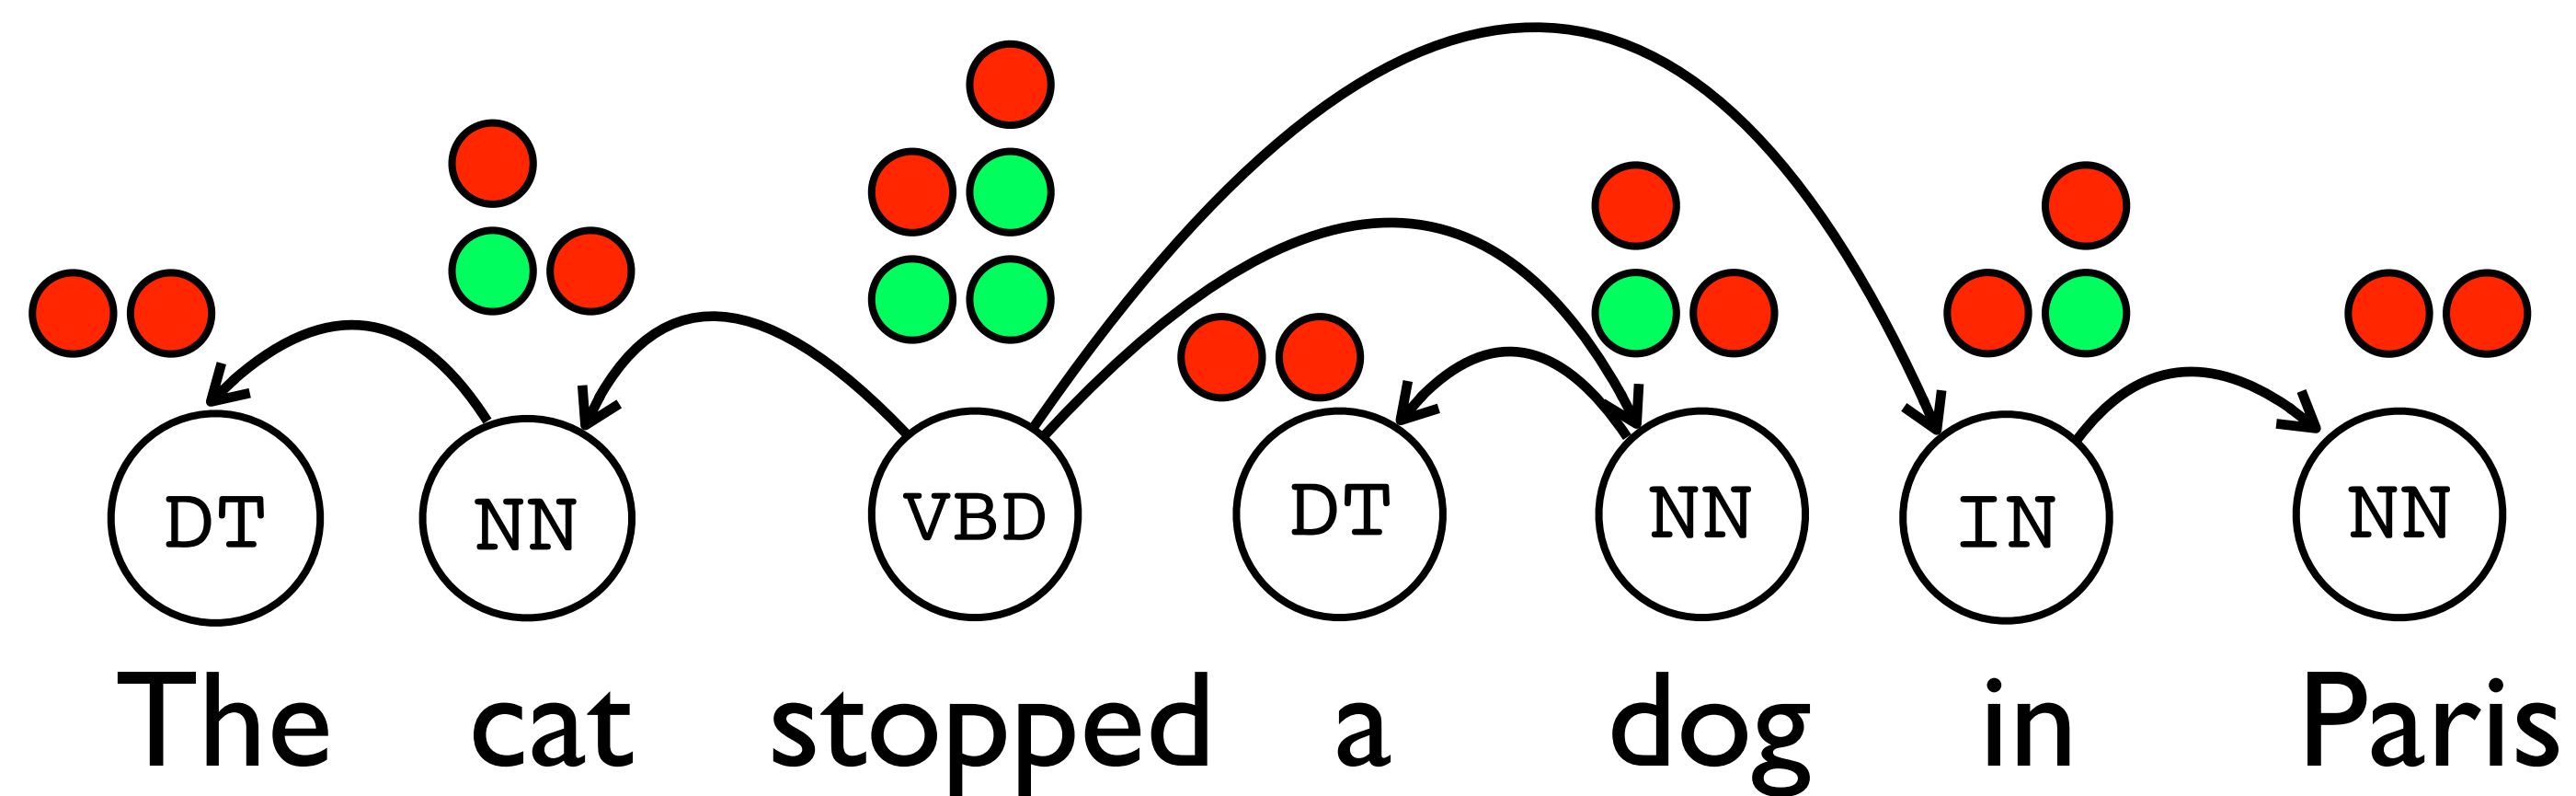 DT NN VBD DT NN IN NN
The cat stopped a dog in Paris